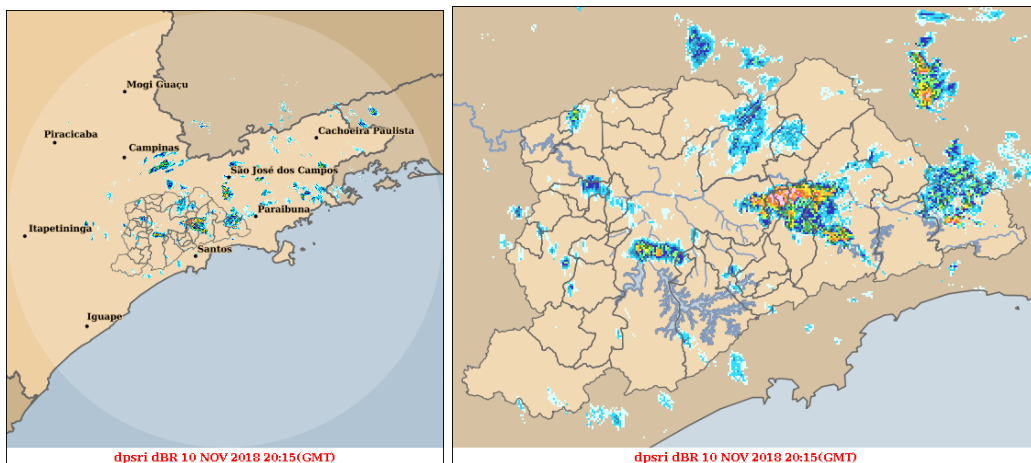 Mogi Guaçu
Piracicaba
Cachoeira Paulista
Campinas
São José dos Campos
Paraibuna
Itapetininga
Santos
Iguape
dpsri dBR 10 NOV 2018 20:15(GMT)
dpsri dBR 10 NOV 2018 20:15(GMT)